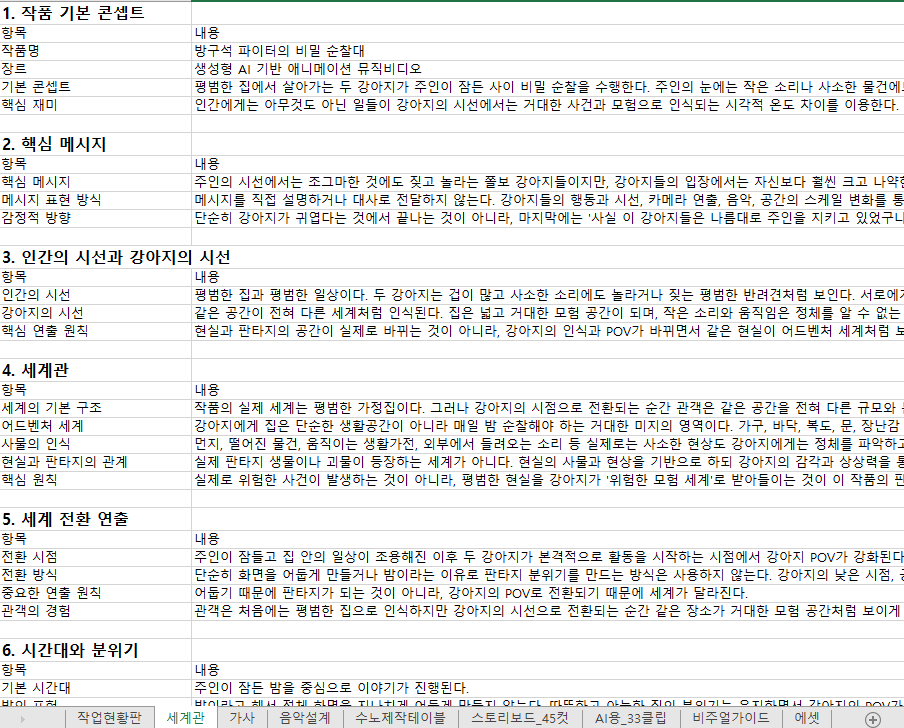 1. 작품 기본 콘셉트
항목 내용
작품명 방구석 파이터의 비밀 순찰대
장르 생성형 AI 기반 애니메이션 뮤직비디오
기본 콘셉트 평범한 집에서 살아가는 두 강아지가 주인이 잠든 사이 비밀 순찰을 수행한다. 주인의 눈에는 작은 소리나 사소한 물건에
핵심 재미 인간에게는 아무것도 아닌 일들이 강아지의 시선에서는 거대한 사건과 모험으로 인식되는 시각적 온도 차이를 이용한다.
2. 핵심 메시지
항목 내용
핵심 메시지 주인의 시선에서는 조그마한 것에도 짖고 놀라는 쫄보 강아지들이지만, 강아지들의 입장에서는 자신보다 훨씬 크고 나약한
메시지 표현 방식 메시지를 직접 설명하거나 대사로 전달하지 않는다. 강아지들의 행동과 시선, 카메라 연출, 음악, 공간의 스케일 변화를 통
감정적 방향 단순히 강아지가 귀엽다는 것에서 끝나는 것이 아니라, 마지막에는 '사실 이 강아지들은 나름대로 주인을 지키고 있었구나
3. 인간의 시선과 강아지의 시선
항목 내용
인간의 시선 평범한 집과 평범한 일상이다. 두 강아지는 겁이 많고 사소한 소리에도 놀라거나 짖는 평범한 반려견처럼 보인다. 서로에게
강아지의 시선 같은 공간이 전혀 다른 세계처럼 인식된다. 집은 넓고 거대한 모험 공간이 되며, 작은 소리와 움직임은 정체를 알 수 없는
핵심 연출 원칙 현실과 판타지의 공간이 실제로 바뀌는 것이 아니라, 강아지의 인식과 POV가 바뀌면서 같은 현실이 어드벤처 세계처럼 보
4. 세계관
항목 내용
세계의 기본 구조 작품의 실제 세계는 평범한 가정집이다. 그러나 강아지의 시점으로 전환되는 순간 관객은 같은 공간을 전혀 다른 규모와
어드벤처 세계 강아지에게 집은 단순한 생활공간이 아니라 매일 밤 순찰해야 하는 거대한 미지의 영역이다. 가구, 바닥, 복도, 문, 장난감
사물의 인식 먼지, 떨어진 물건, 움직이는 생활가전, 외부에서 들려오는 소리 등 실제로는 사소한 현상도 강아지에게는 정체를 파악하고
현실과 판타지의 관계 실제 판타지 생물이나 괴물이 등장하는 세계가 아니다. 현실의 사물과 현상을 기반으로 하되 강아지의 감각과 상상력을 통
핵심 원칙 실제로 위험한 사건이 발생하는 것이 아니라, 평범한 현실을 강아지가 '위험한 모험 세계'로 받아들이는 것이 이 작품의 판
5. 세계 전환 연출
항목 내용
전환 시점 주인이 잠들고 집 안의 일상이 조용해진 이후 두 강아지가 본격적으로 활동을 시작하는 시점에서 강아지 POV가 강화된다
전환 방식 단순히 화면을 어둡게 만들거나 밤이라는 이유로 판타지 분위기를 만드는 방식은 사용하지 않는다. 강아지의 낮은 시점,
중요한 연출 원칙 어둡기 때문에 판타지가 되는 것이 아니라, 강아지의 POV로 전환되기 때문에 세계가 달라진다.
관객의 경험 관객은 처음에는 평범한 집으로 인식하지만 강아지의 시선으로 전환되는 순간 같은 장소가 거대한 모험 공간처럼 보이게
6. 시간대와 분위기
항목 내용
기본 시간대 주인이 잠든 밤을 중심으로 이야기가 진행된다.
작업현황판 세계관 가사 음악설계 수노제작테이블 스토리보드_45컷 AI용_33클립 비주얼가이드 에셋